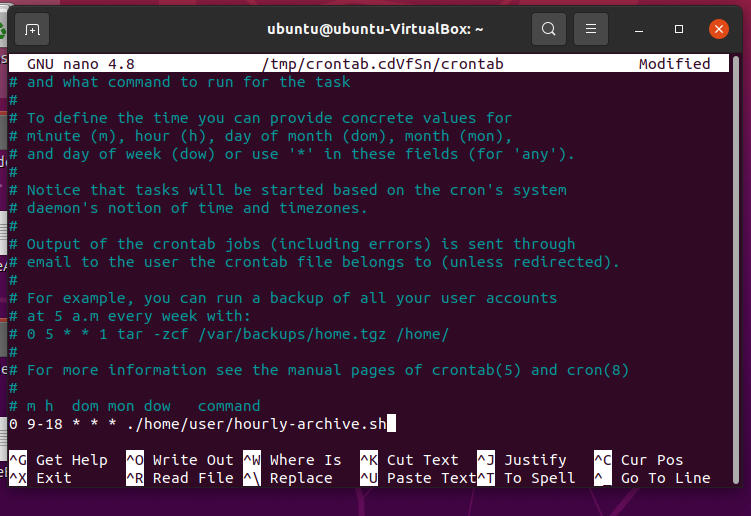 ubuntu@ubuntu-VirtualBox: ~
GNU nano 4.8 /tmp/crontab.cdVfSn/crontab Modified
# and what command to run for the task
#
# To define the time you can provide concrete values for
# minute (m), hour (h), day of month (dom), month (mon),
# and day of week (dow) or use '*' in these fields (for 'any').
#
# Notice that tasks will be started based on the cron's system
# daemon's notion of time and timezones.
#
# Output of the crontab jobs (including errors) is sent through
# email to the user the crontab file belongs to (unless redirected).
#
# For example, you can run a backup of all your user accounts
# at 5 a.m every week with:
# 0 5 * * 1 tar -zcf /var/backups/home.tgz /home/
#
# For more information see the manual pages of crontab(5) and cron(8)
#
# m h  dom mon dow   command
0 9-18 * * * ./home/user/hourly-archive.sh
^G Get Help ^O Write Out ^W Where Is ^K Cut Text ^J Justify ^C Cur Pos
^X Exit ^R Read File ^\ Replace ^U Paste Text ^T To Spell ^_ Go To Line